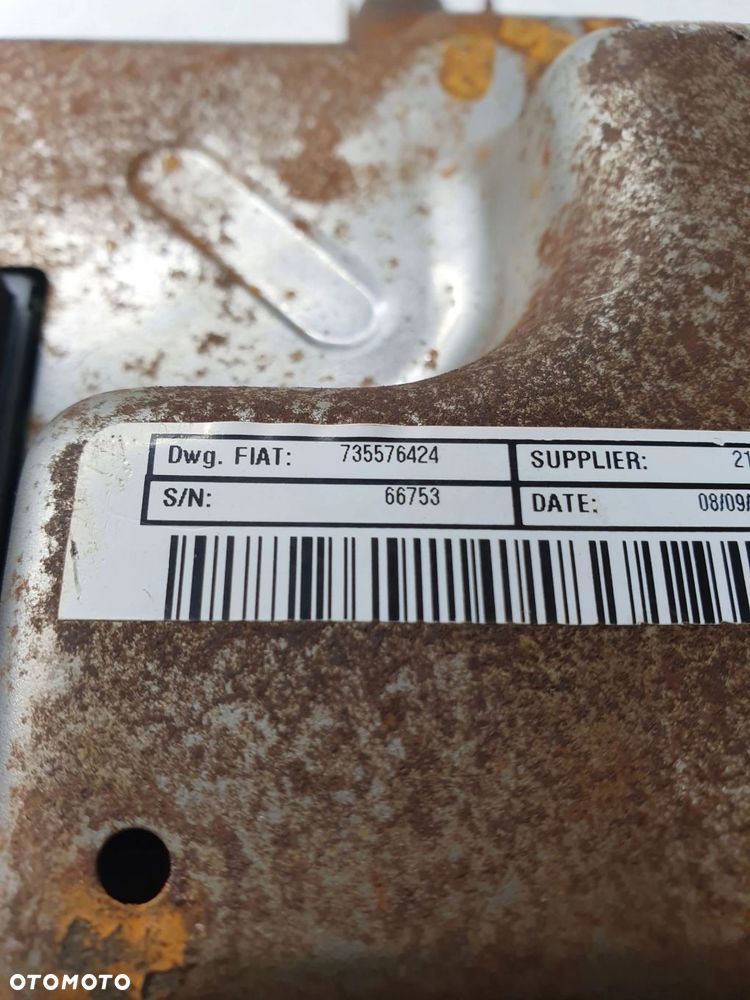 Dwg. FIAT: 735576424 SUPPLIER: 21
S/N: 66753 DATE: 08/09/
OTOMOTO